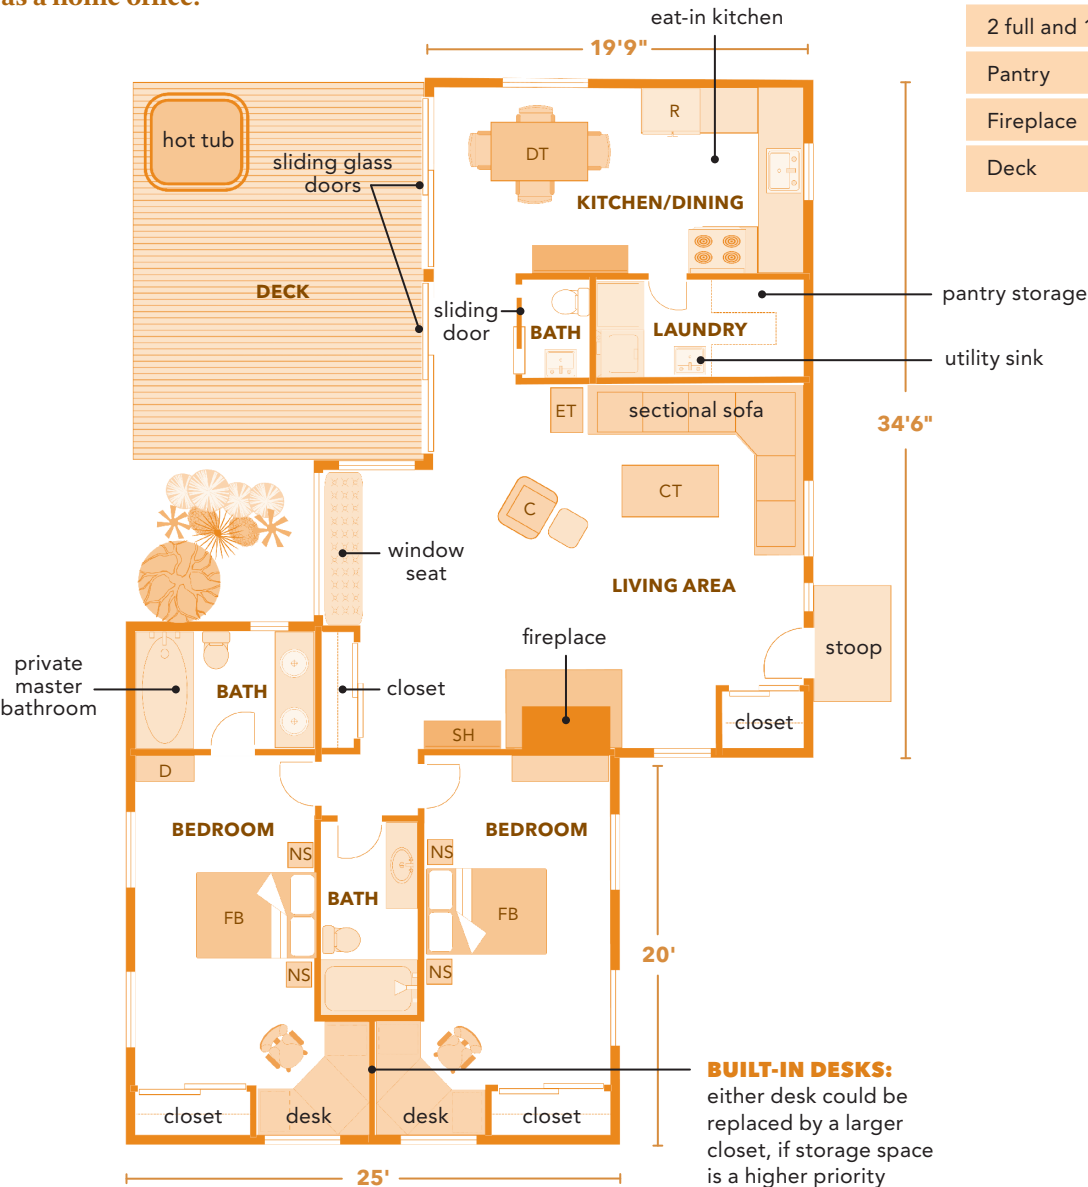 as a home office.
eat-in kitchen
19'9"
2 full and
Pantry
Fireplace
Deck
hot tub
sliding glass
doors
R
DT
KITCHEN/DINING
DECK
sliding
door
BATH
LAUNDRY
pantry storage
utility sink
ET
sectional sofa
34'6"
C
CT
window
seat
LIVING AREA
fireplace
stoop
private
master
bathroom
BATH
closet
SH
closet
D
BEDROOM
BEDROOM
NS
NS
BATH
FB
FB
20'
NS
NS
BUILT-IN DESKS:
either desk could be
replaced by a larger
closet, if storage space
is a higher priority
closet
desk
desk
closet
25'